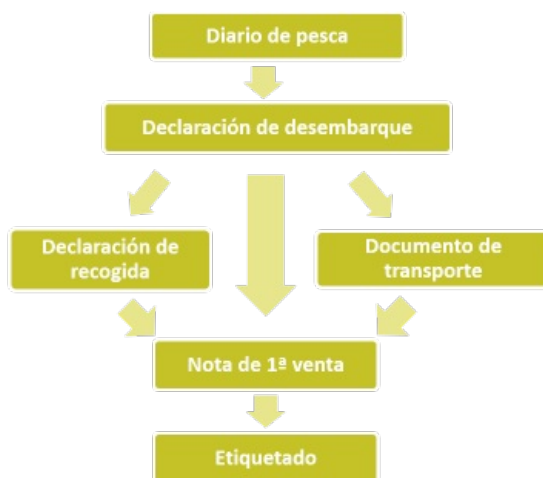 Diario de pesca
Declaración de desembarque
Declaración de
recogida
Documento de
transporte
Nota de 1ª venta
Etiquetado